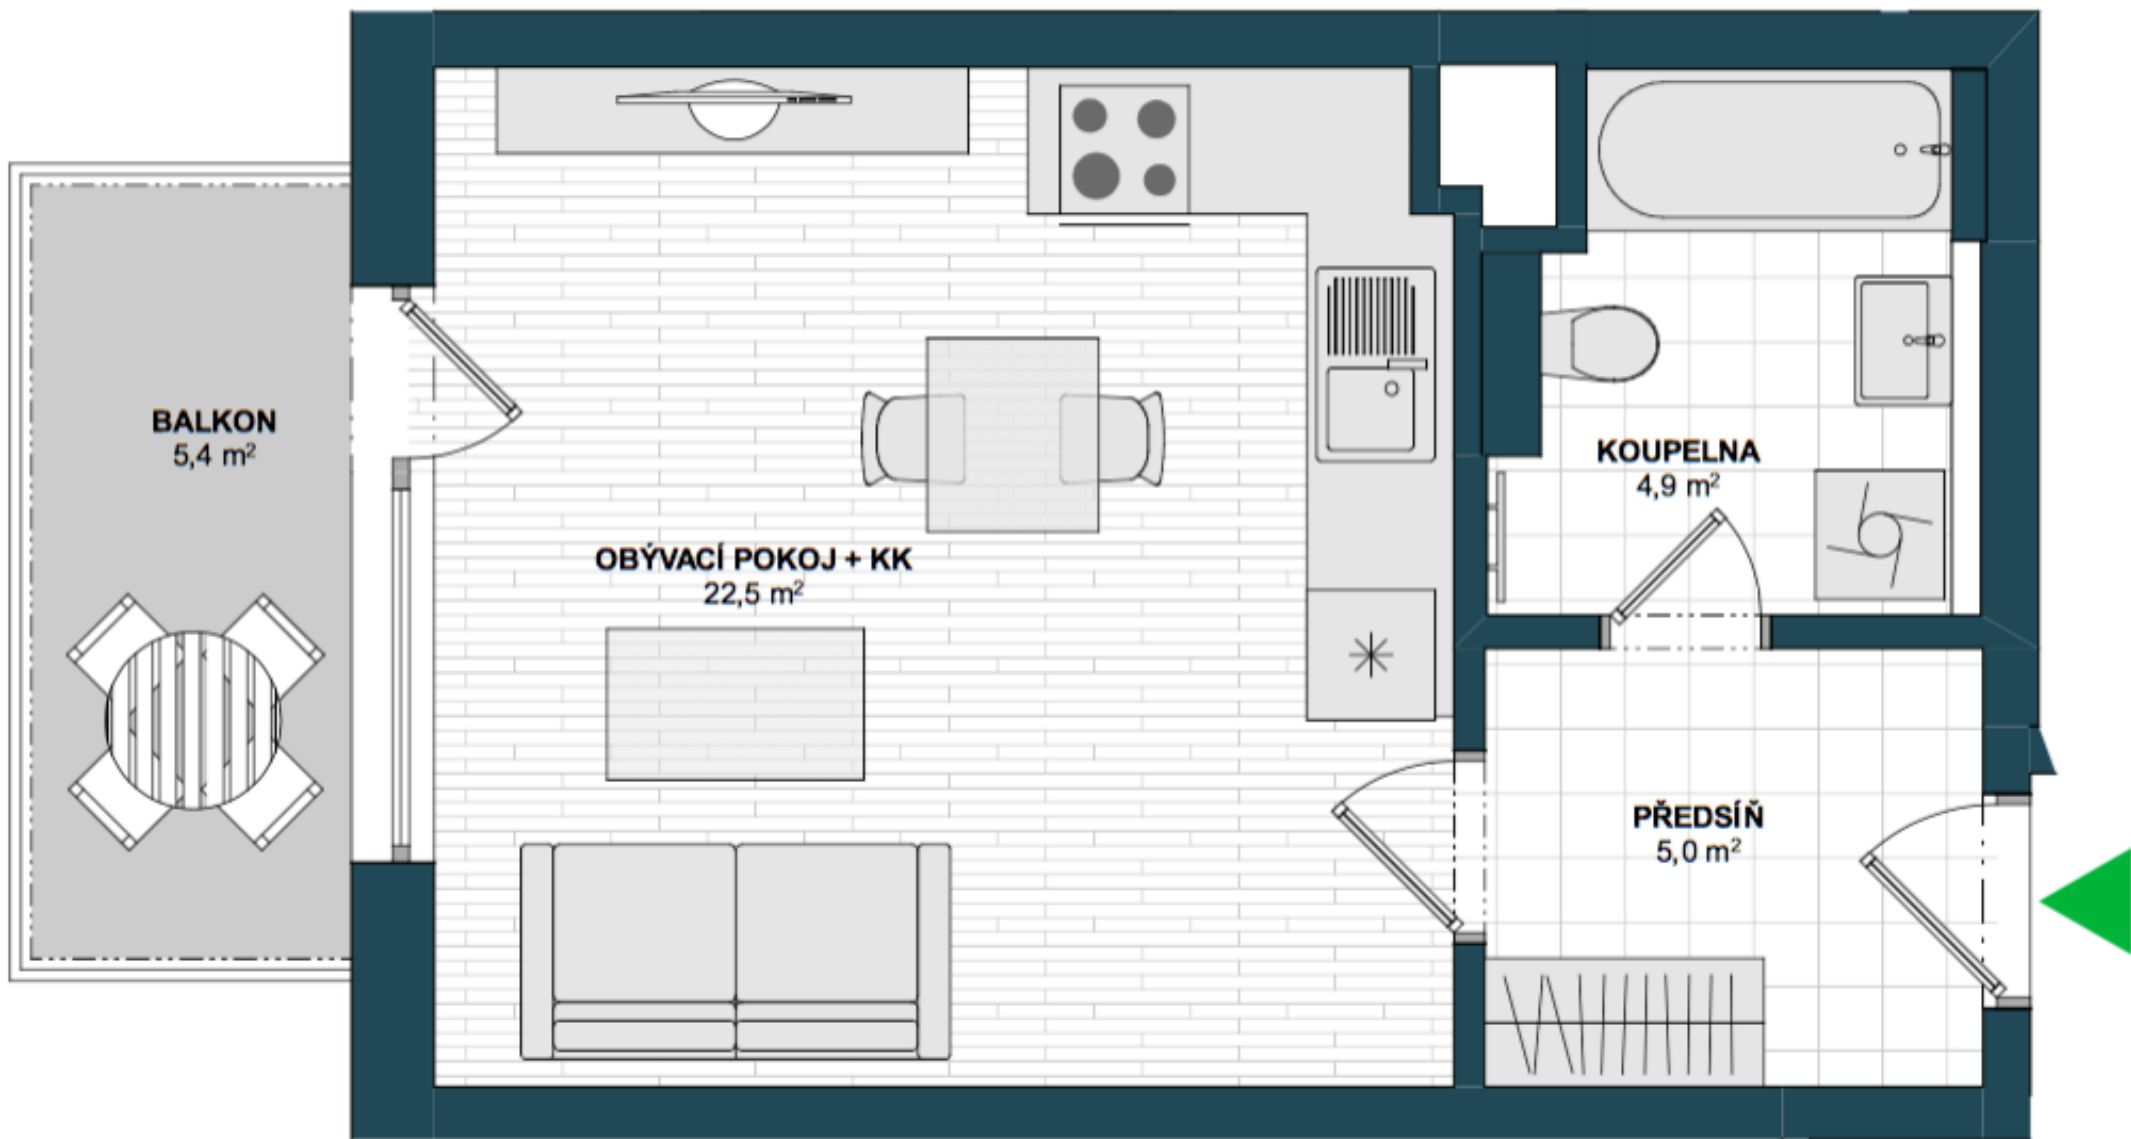 BALKON
5,4 m²
OBÝVACÍ POKOJ + KK
22,5 m²
KOUPELNA
4,9 m²
PŘEDSÍŇ
5,0 m²